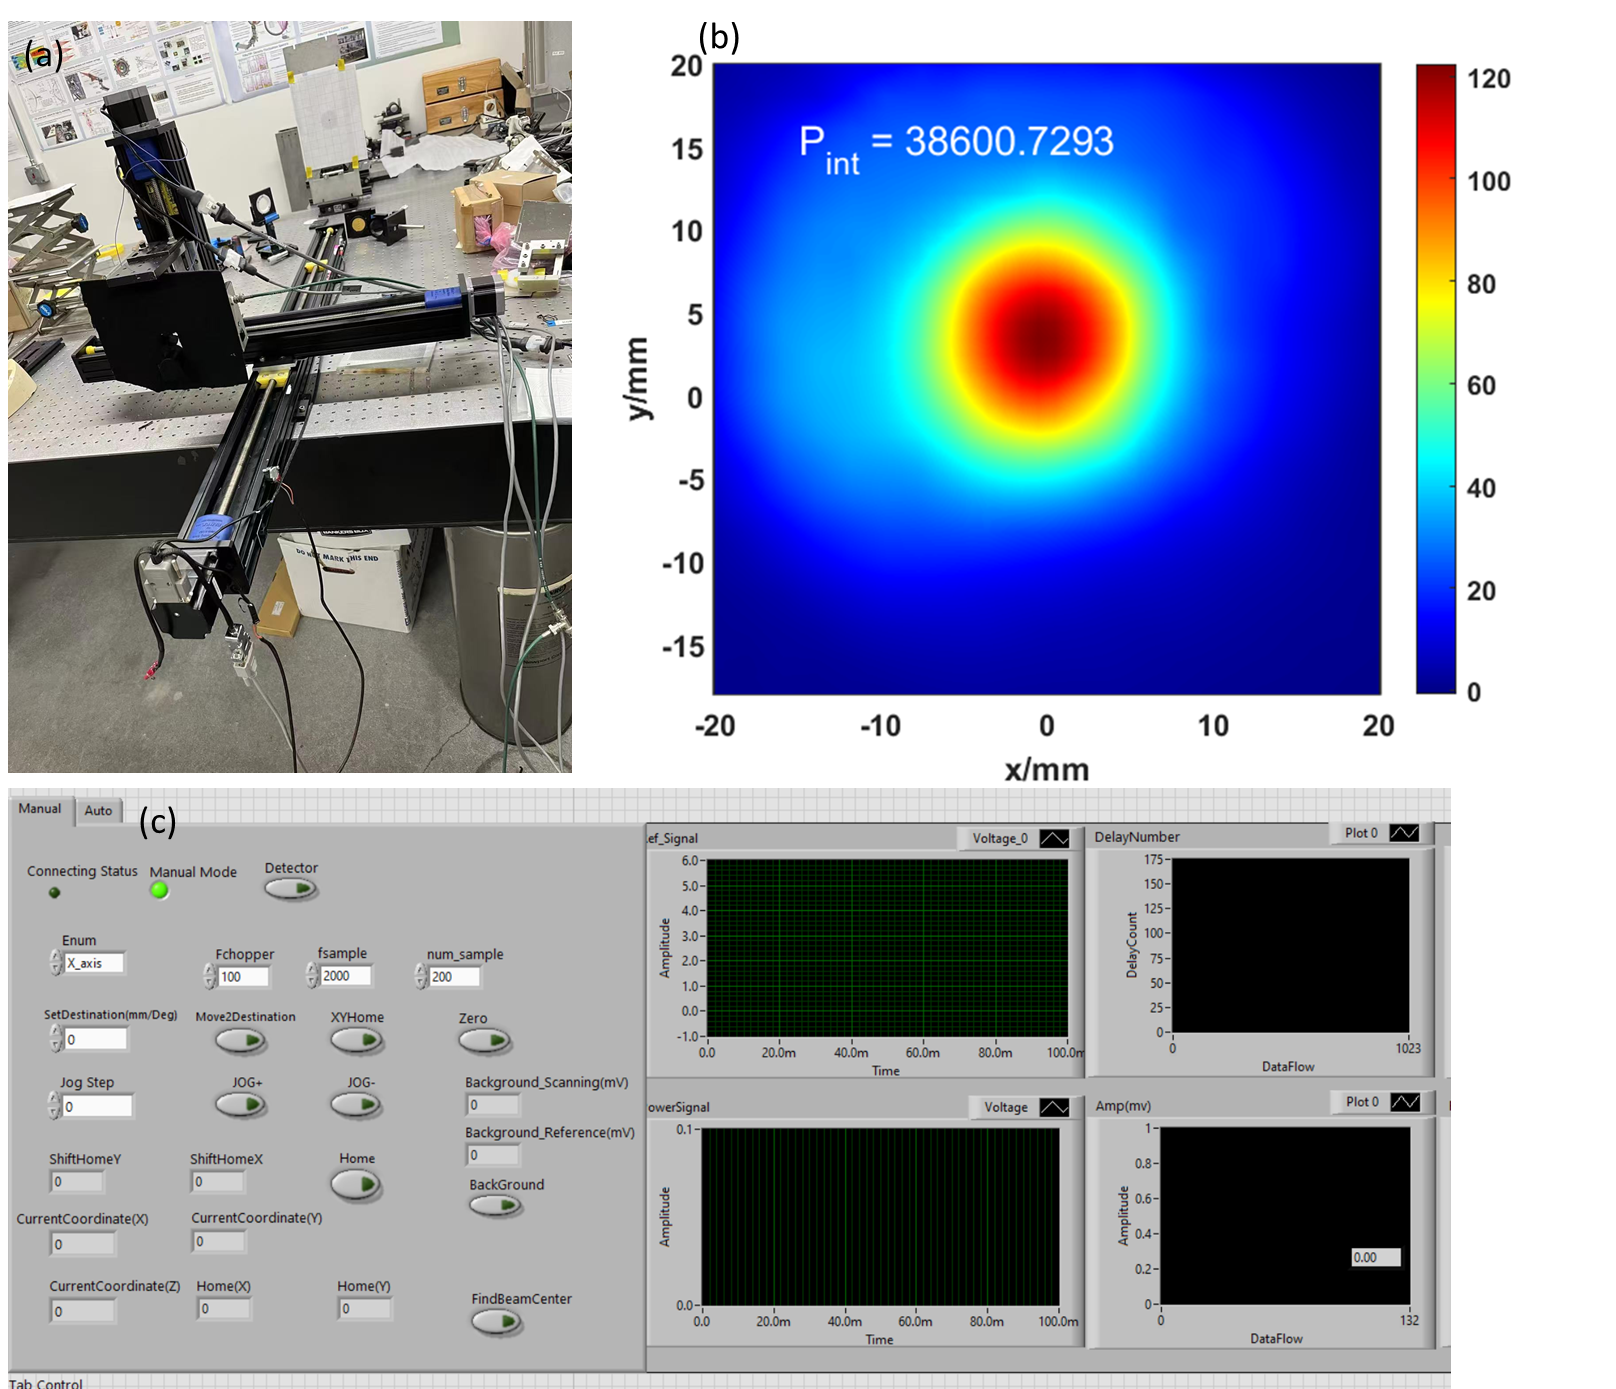 (a)
DO NOT MARK THIS END
(b)
P_int = 38600.7293
20
15
10
5
0
-5
-10
-15
y/mm
-20 -10 0 10 20
x/mm
120
100
80
60
40
20
0
(c)
Manual Auto
Connecting Status Manual Mode Detector
Enum
X_axis
Fchopper fsample num_sample
100 2000 200
SetDestination(mm/Deg) Move2Destination XYHome Zero
0
Jog Step JOG+ JOG- Background_Scanning(mV)
0 0
Background_Reference(mV)
0
ShiftHomeY ShiftHomeX Home
0 0
BackGround
CurrentCoordinate(X) CurrentCoordinate(Y)
0 0
CurrentCoordinate(Z) Home(X) Home(Y)
0 0 0
FindBeamCenter
Tab Control
ef_Signal Voltage_0
6.0
5.0
4.0
3.0
2.0
1.0
0.0
-1.0
Amplitude
0.0 20.0m 40.0m 60.0m 80.0m 100.0m
Time
DelayNumber Plot 0
175
150
125
100
75
50
25
0
DelayCount
0 1023
DataFlow
owerSignal Voltage
0.1
0.0
Amplitude
0.0 20.0m 40.0m 60.0m 80.0m 100.0m
Time
Amp(mv) Plot 0
1
0.8
0.6
0.4
0.2
0
Amplitude
0.00
0 132
DataFlow